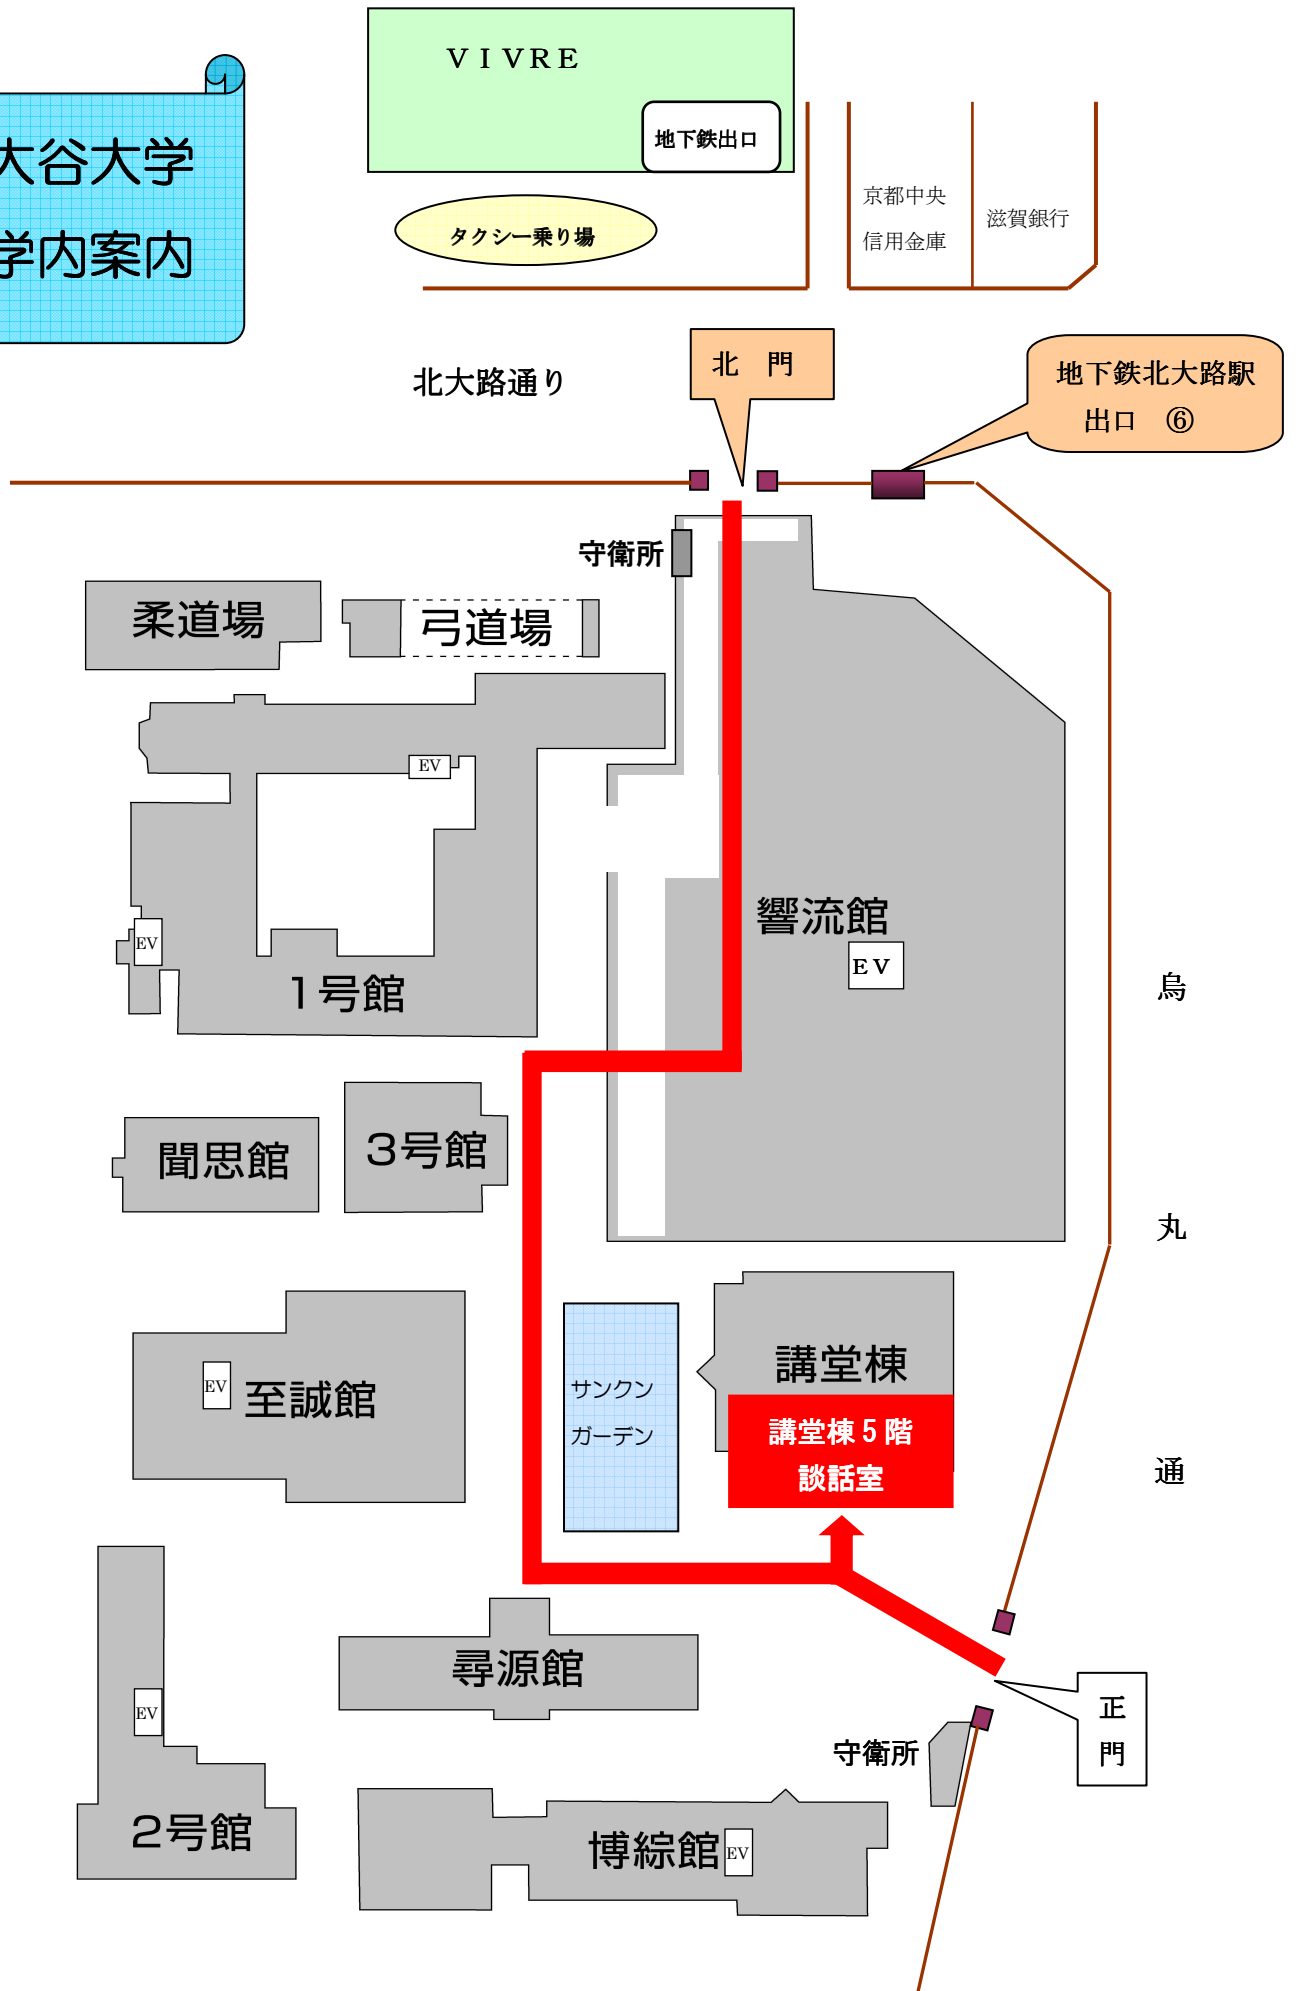 ＶＩＶＲＥ
地下鉄出口
大谷大学
学内案内
タクシー乗り場
京都中央
信用金庫
滋賀銀行
北大路通り
北　門
地下鉄北大路駅
出口　⑥
守衛所
柔道場
弓道場
EV
響流館
ＥＶ
EV
１号館
烏
丸
通
聞思館
３号館
講堂棟
サンクン
ガーデン
EV
至誠館
講堂棟５階
談話室
尋源館
EV
正
門
守衛所
２号館
博綜館
EV